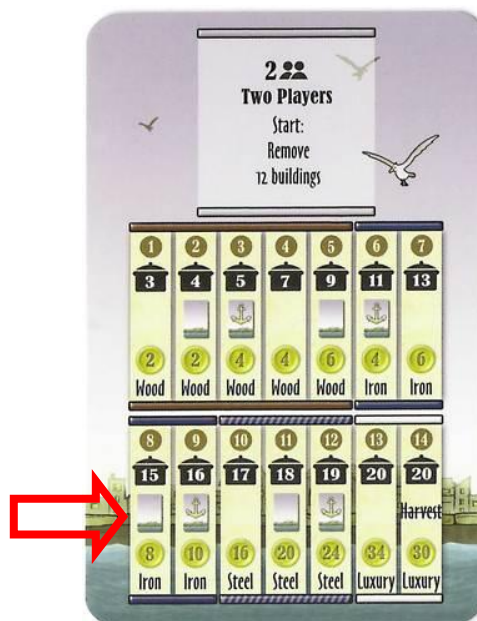 2
Two Players
Start:
Remove
12 buildings
1 2 3 4 5 6 7
3 4 5 7 9 11 13
2 2 4 4 6 4 6
Wood Wood Wood Wood Wood Iron Iron
8 9 10 11 12 13 14
15 16 17 18 19 20 20
Harvest
8 10 16 20 24 34 30
Iron Iron Steel Steel Steel Luxury Luxury